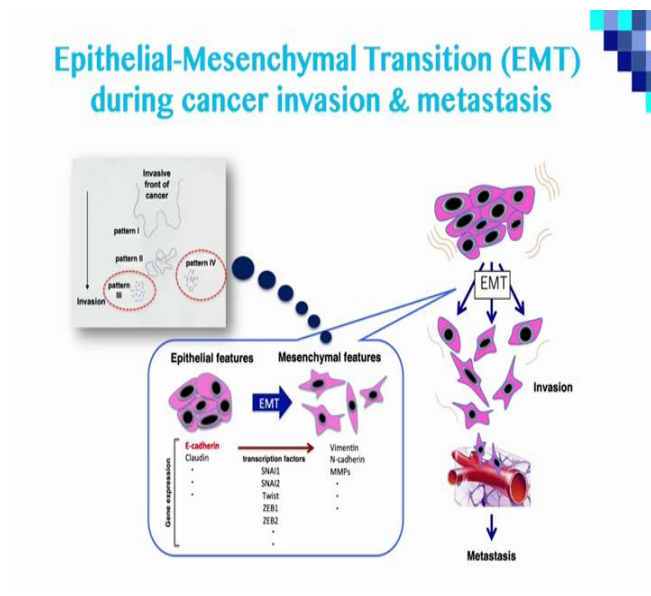 Epithelial-Mesenchymal Transition (EMT)
during cancer invasion & metastasis
Invasive
front of
cancer
pattern I
pattern II
pattern IV
pattern
III
Invasion
Epithelial features
Mesenchymal features
EMT
Gene expression
E-cadherin
Claudin
transcription factors
SNAI1
SNAI2
Twist
ZEB1
ZEB2
Vimentin
N-cadherin
MMPs
EMT
Invasion
Metastasis